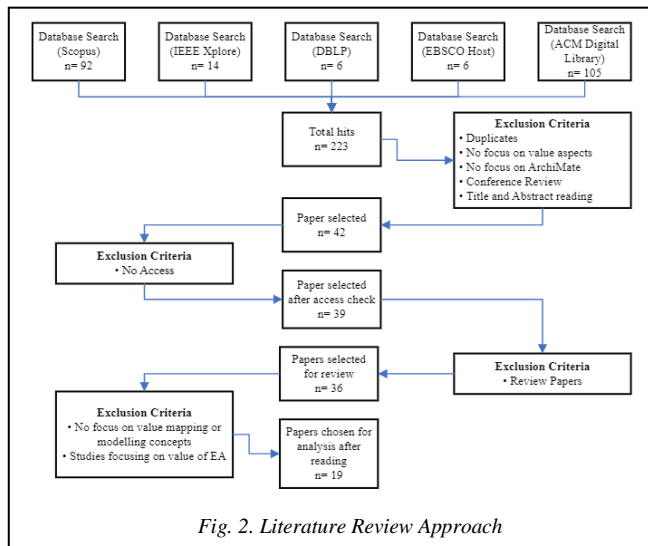 Database Search
(Scopus)
n= 92
Database Search
(IEEE Xplore)
n= 14
Database Search
(DBLP)
n= 6
Database Search
(EBSCO Host)
n= 6
Database Search
(ACM Digital
Library)
n= 105
Total hits
n= 223
Exclusion Criteria
• Duplicates
• No focus on value aspects
• No focus on ArchiMate
• Conference Review
• Title and Abstract reading
Paper selected
n= 42
Exclusion Criteria
• No Access
Paper selected
after access check
n= 39
Papers selected
for review
n= 36
Exclusion Criteria
• Review Papers
Exclusion Criteria
• No focus on value mapping or
modelling concepts
• Studies focusing on value of EA
Papers chosen for
analysis after
reading
n= 19
Fig. 2. Literature Review Approach